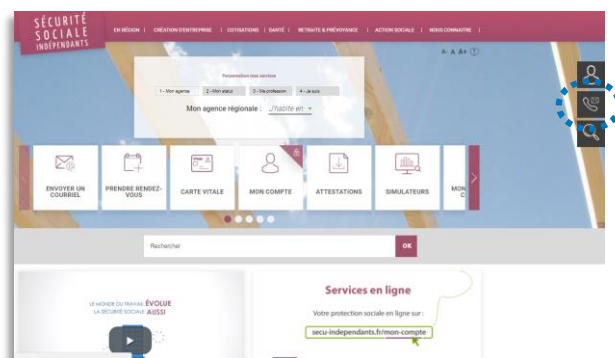 SÉCURITÉ
SOCIALE
INDÉPENDANTS
EN RÉGION | CRÉATION D'ENTREPRISE | COTISATIONS | SANTÉ | RETRAITE & PRÉVOYANCE | ACTION SOCIALE | NOUS CONNAITRE |
A- A A+ ?
Personnaliser mes services
1 - Mon agence 2 - Mon statut 3 - Ma profession 4 - Je suis
Mon agence régionale : J'habite en
ENVOYER UN
COURRIEL
PRENDRE RENDEZ-
VOUS
CARTE VITALE
MON COMPTE
ATTESTATIONS
SIMULATEURS
MON
C
Rechercher
OK
LE MONDE DU TRAVAIL ÉVOLUE
LA SÉCURITÉ SOCIALE AUSSI
Services en ligne
Votre protection sociale en ligne sur :
secu-independants.fr/mon-compte